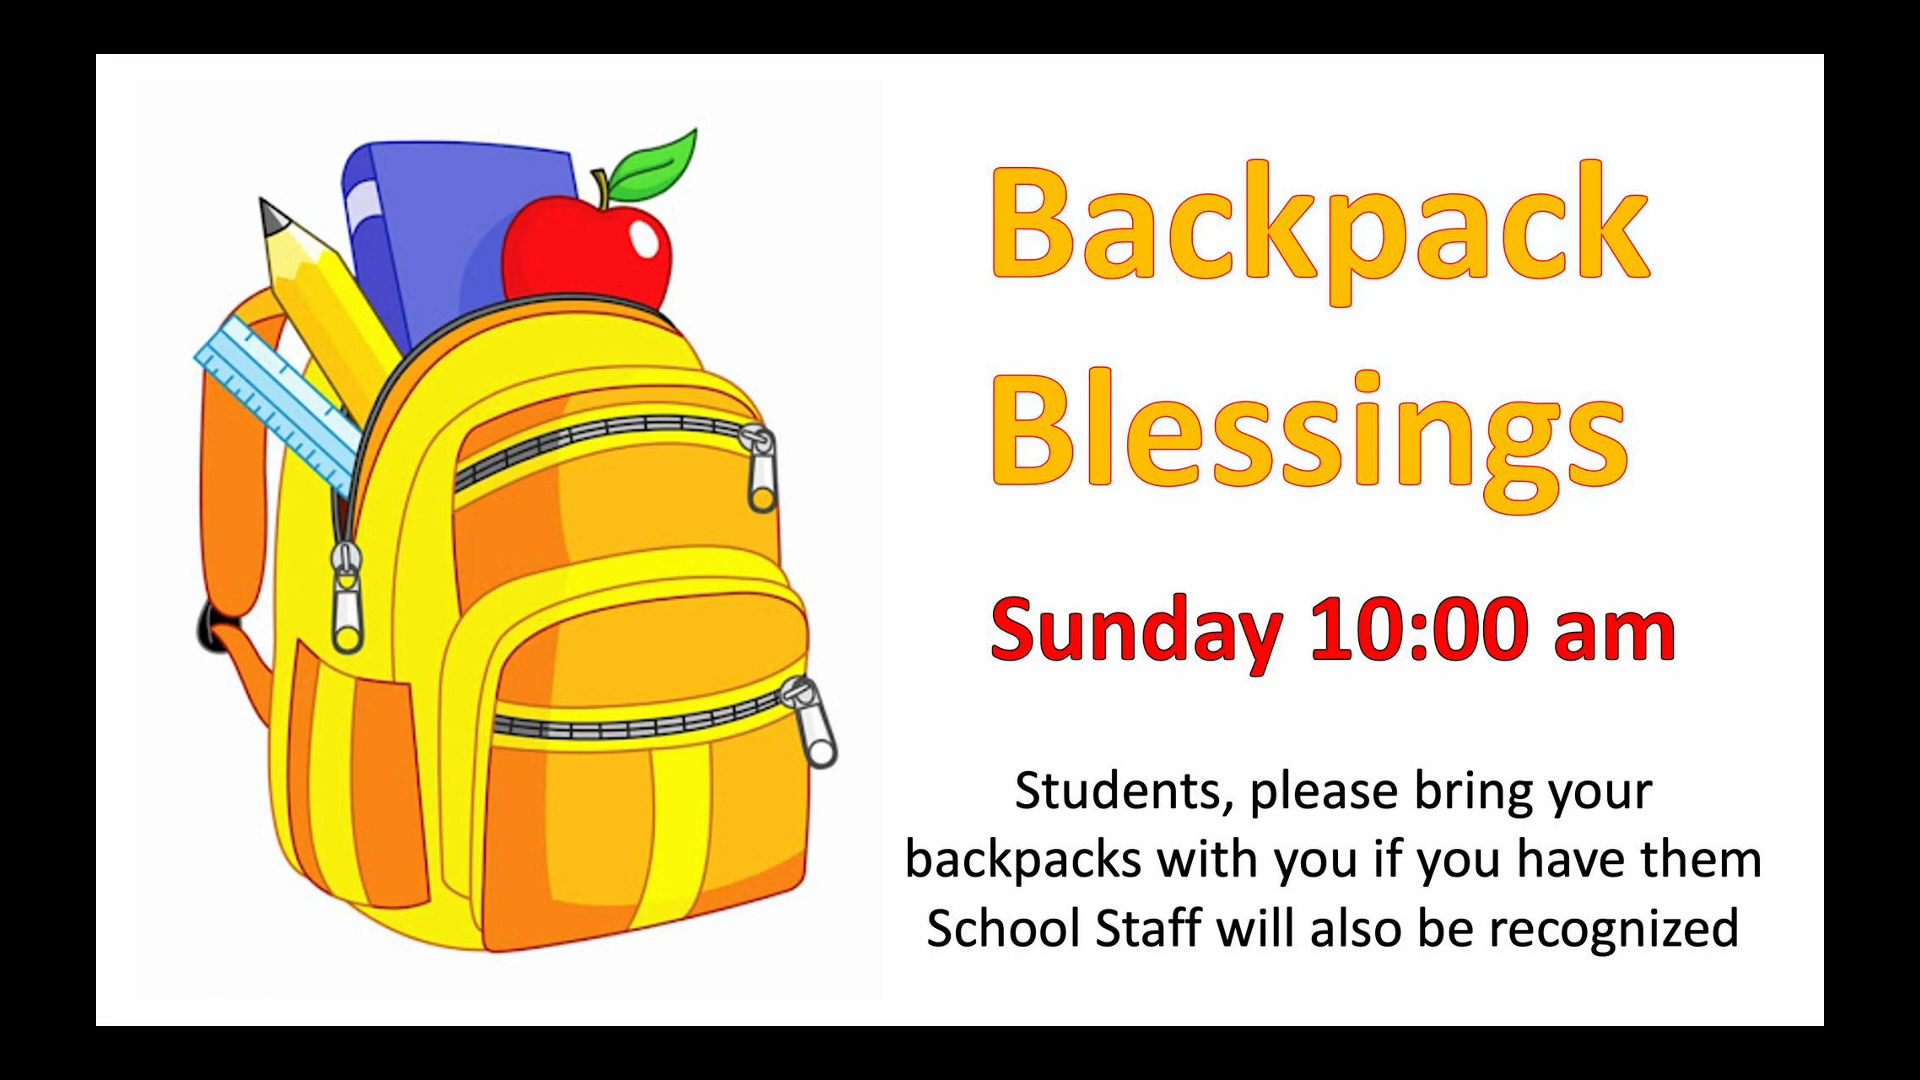 Backpack
Blessings
Sunday 10:00 am
Students, please bring your
backpacks with you if you have them
School Staff will also be recognized